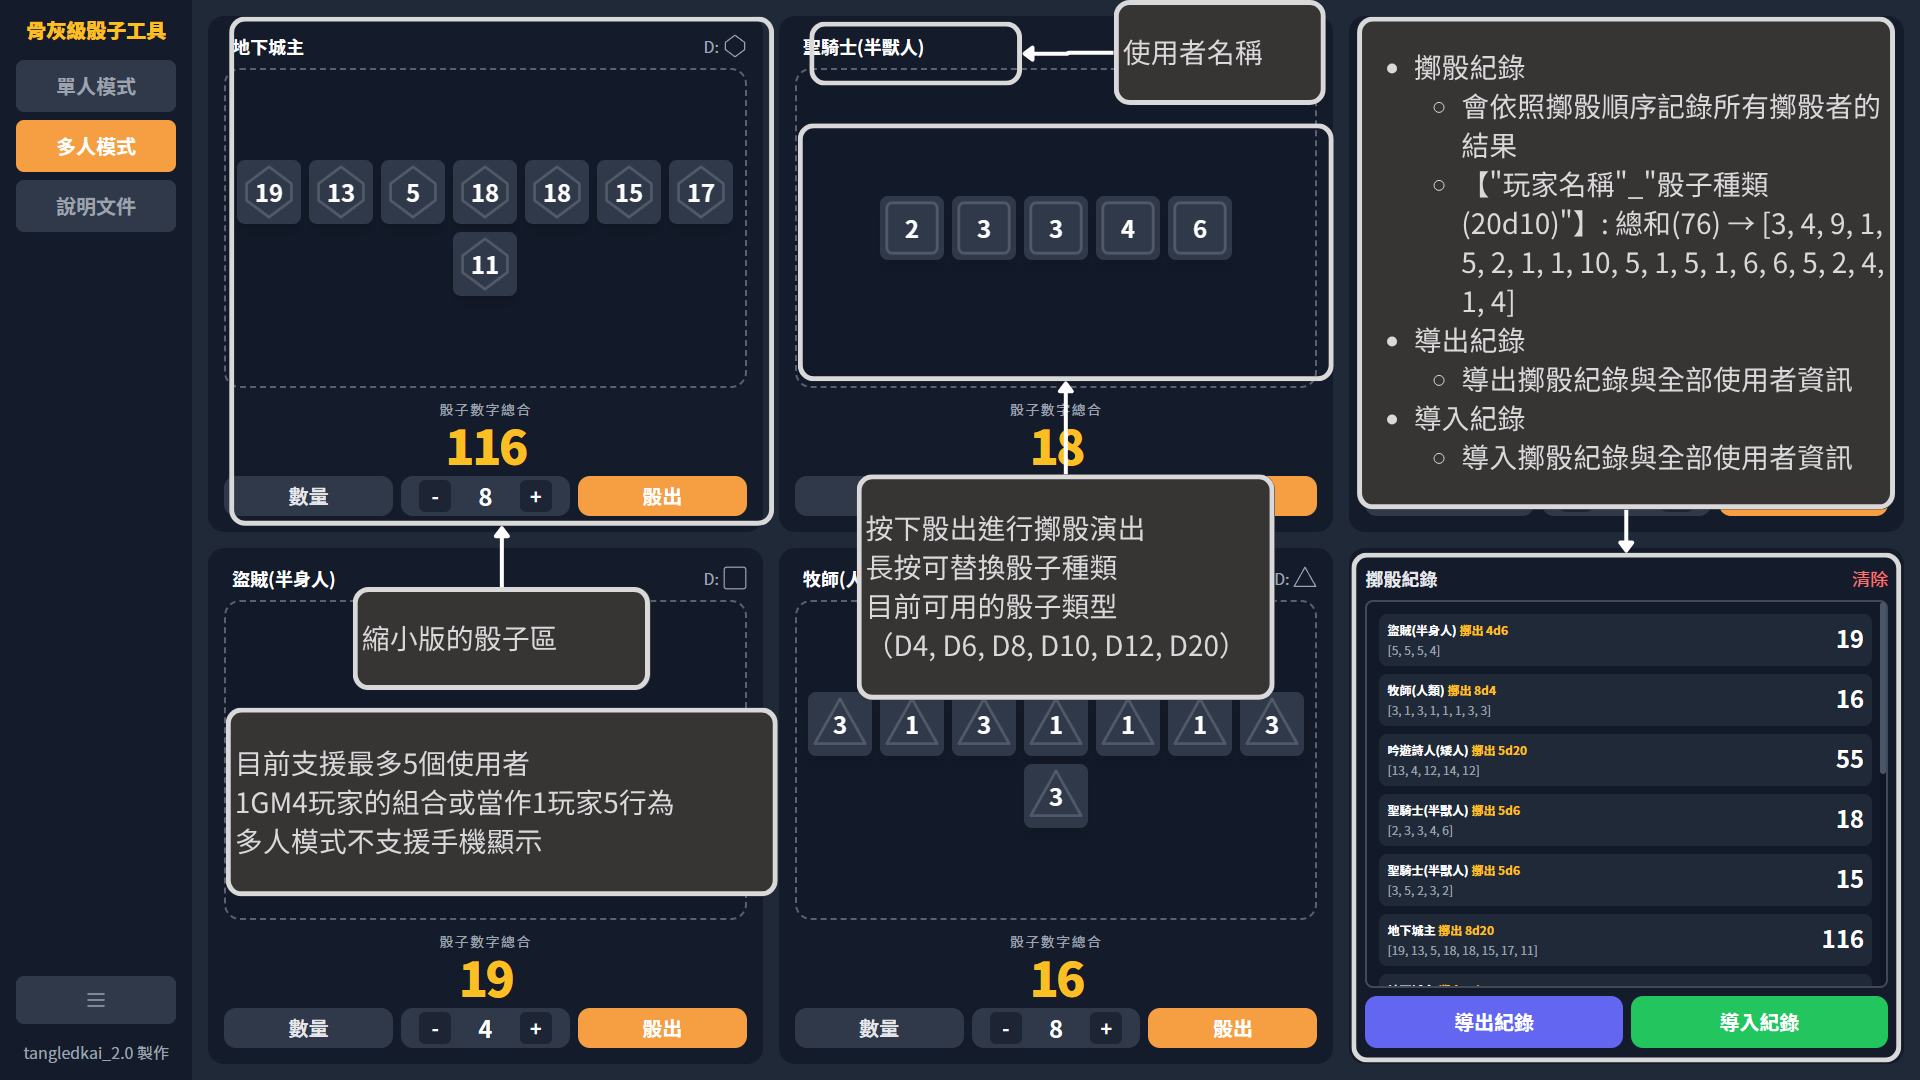 骨灰級骰子工具
單人模式
多人模式
說明文件
tangledkai_2.0 製作
地下城主
D:
19
13
5
18
18
15
17
11
骰子數字總合
116
數量
-
8
+
骰出
聖騎士(半獸人)
使用者名稱
2
3
3
4
6
骰子數字總合
18
擲骰紀錄
會依照擲骰順序記錄所有擲骰者的
結果
【"玩家名稱"_"骰子種類
(20d10)"】: 總和(76) → [3, 4, 9, 1,
5, 2, 1, 1, 10, 5, 1, 5, 1, 6, 6, 5, 2, 4,
1, 4]
導出紀錄
導出擲骰紀錄與全部使用者資訊
導入紀錄
導入擲骰紀錄與全部使用者資訊
盜賊(半身人)
D:
縮小版的骰子區
目前支援最多5個使用者
1GM4玩家的組合或當作1玩家5行為
多人模式不支援手機顯示
骰子數字總合
19
數量
-
4
+
骰出
牧師(人
D:
按下骰出進行擲骰演出
長按可替換骰子種類
目前可用的骰子類型
（D4, D6, D8, D10, D12, D20）
3
1
3
1
1
1
3
3
骰子數字總合
16
數量
-
8
+
骰出
擲骰紀錄
清除
盜賊(半身人) 擲出 4d6
[5, 5, 5, 4]
19
牧師(人類) 擲出 8d4
[3, 1, 3, 1, 1, 1, 3, 3]
16
吟遊詩人(矮人) 擲出 5d20
[13, 4, 12, 14, 12]
55
聖騎士(半獸人) 擲出 5d6
[2, 3, 3, 4, 6]
18
聖騎士(半獸人) 擲出 5d6
[3, 5, 2, 3, 2]
15
地下城主 擲出 8d20
[19, 13, 5, 18, 18, 15, 17, 11]
116
導出紀錄
導入紀錄